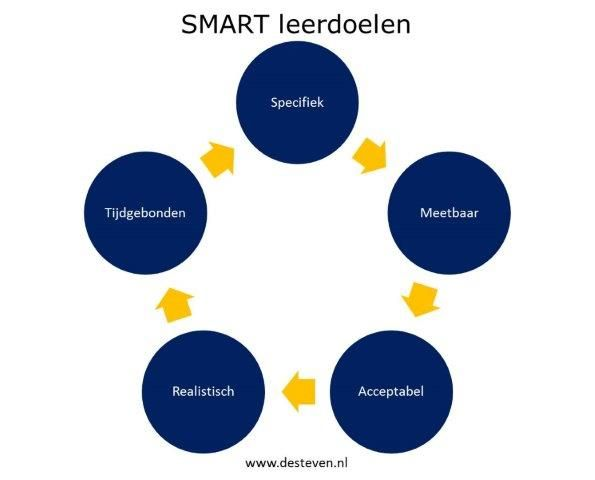 SMART leerdoelen
Specifiek
Meetbaar
Acceptabel
Realistisch
Tijdgebonden
www.desteven.nl